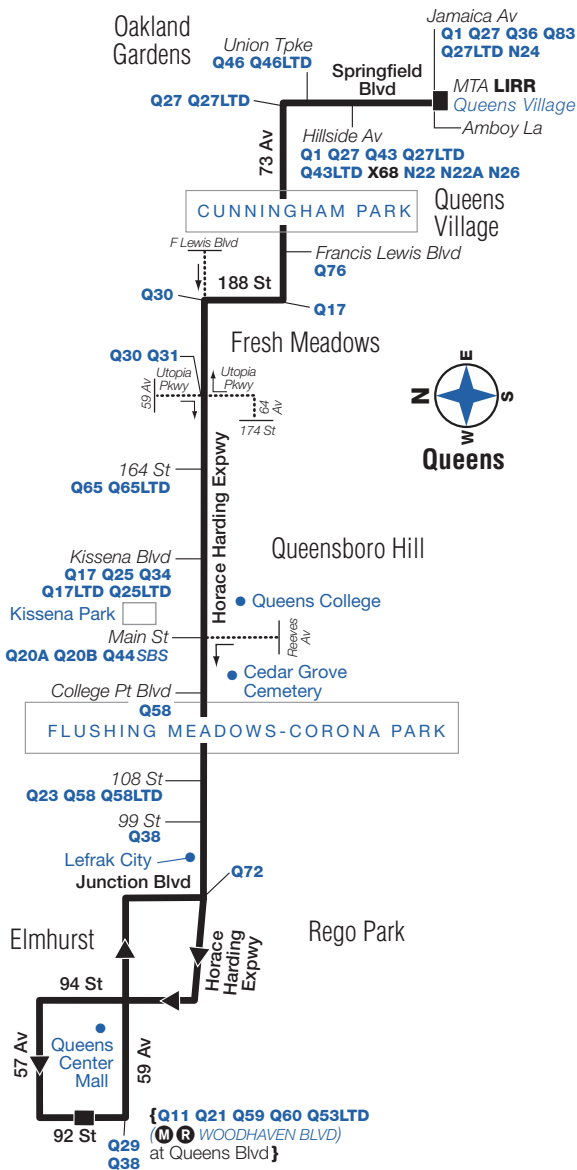 Jamaica Av
Q1 Q27 Q36 Q83
Q27LTD N24
Oakland
Gardens
Union Tpke
Q46 Q46LTD
Springfield
Blvd
MTA LIRR
Queens Village
Q27 Q27LTD
Amboy La
Hillside Av
Q1 Q27 Q43 Q27LTD
Q43LTD X68 N22 N22A N26
73 Av
CUNNINGHAM PARK
Queens
Village
F Lewis Blvd
Francis Lewis Blvd
Q76
188 St
Q30
Q17
Fresh Meadows
Q30 Q31
59 Av
Utopia
Pkwy
Utopia
Pkwy
64
Av
174 St
E
N
S
W
Queens
Horace Harding Expwy
164 St
Q65 Q65LTD
Kissena Blvd
Q17 Q25 Q34
Q17LTD Q25LTD
Queensboro Hill
Kissena Park
Queens College
Main St
Q20A Q20B Q44SBS
Reeves
Av
Cedar Grove
Cemetery
College Pt Blvd
Q58
FLUSHING MEADOWS-CORONA PARK
108 St
Q23 Q58 Q58LTD
99 St
Q38
Lefrak City
Junction Blvd
Q72
Elmhurst
Rego Park
Horace
Harding
Expwy
94 St
57 Av
Queens
Center
Mall
59 Av
92 St
Q29
Q38
{Q11 Q21 Q59 Q60 Q53LTD
(M R WOODHAVEN BLVD)
at Queens Blvd}